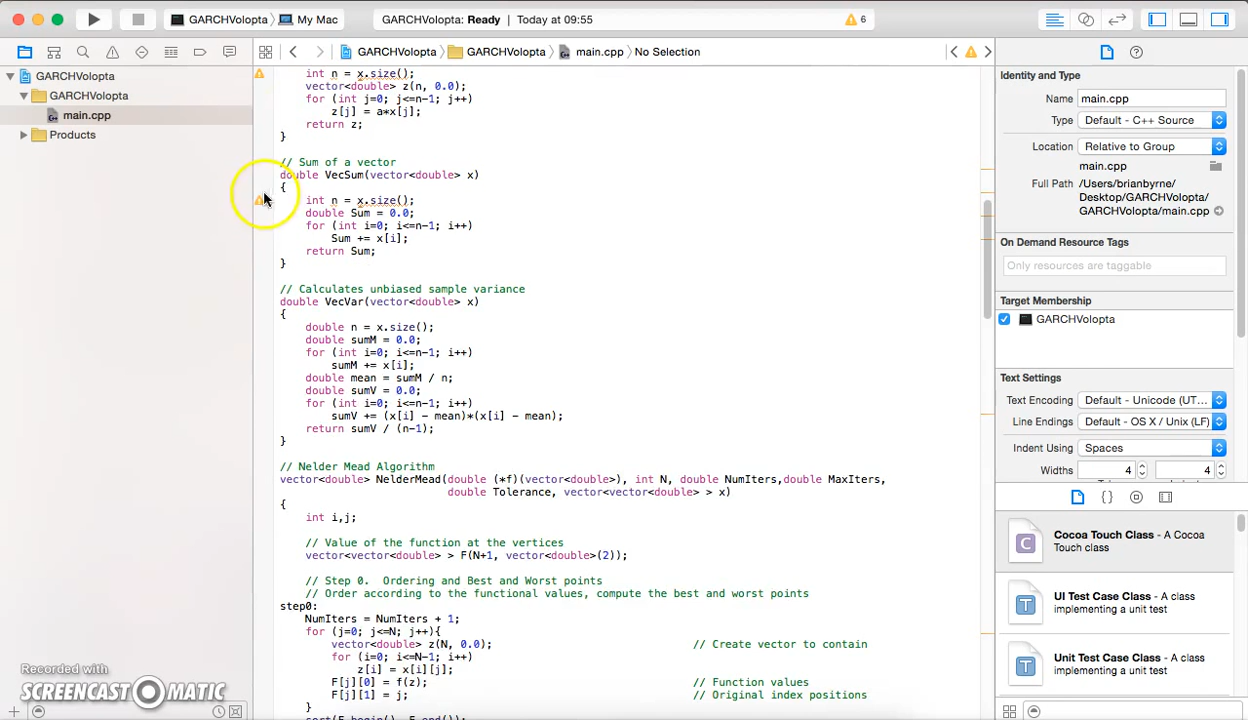 GARCHVolopta
My Mac
GARCHVolopta: Ready
Today at 09:55
6
GARCHVolopta
GARCHVolopta
main.cpp
No Selection
GARCHVolopta
GARCHVolopta
main.cpp
Products
int n = x.size();
vector<double> z(n, 0.0);
for (int j=0; j<=n-1; j++)
z[j] = a*x[j];
return z;
}
// Sum of a vector
double VecSum(vector<double> x)
{
int n = x.size();
double Sum = 0.0;
for (int i=0; i<=n-1; i++)
Sum += x[i];
return Sum;
}
// Calculates unbiased sample variance
double VecVar(vector<double> x)
{
double n = x.size();
double sumM = 0.0;
for (int i=0; i<=n-1; i++)
sumM += x[i];
double mean = sumM / n;
double sumV = 0.0;
for (int i=0; i<=n-1; i++)
sumV += (x[i] - mean)*(x[i] - mean);
return sumV / (n-1);
}
// Nelder Mead Algorithm
vector<double> NelderMead(double (*f)(vector<double>), int N, double NumIters,double MaxIters,
double Tolerance, vector<vector<double> > x)
{
int i,j;
// Value of the function at the vertices
vector<vector<double> > F(N+1, vector<double>(2));
// Step 0.  Ordering and Best and Worst points
// Order according to the functional values, compute the best and worst points
step0:
NumIters = NumIters + 1;
for (j=0; j<=N; j++){
vector<double> z(N, 0.0); // Create vector to contain
for (i=0; i<=N-1; i++)
z[i] = x[i][j];
F[j][0] = f(z); // Function values
F[j][1] = j; // Original index positions
}
sort(F.begin(), F.end());
Identity and Type
Name main.cpp
Type Default - C++ Source
Location Relative to Group
main.cpp
Full Path /Users/brianbyrne/
Desktop/GARCHVolopta/
GARCHVolopta/main.cpp
On Demand Resource Tags
Only resources are taggable
Target Membership
GARCHVolopta
Text Settings
Text Encoding Default - Unicode (UT...
Line Endings Default - OS X / Unix (LF)
Indent Using Spaces
Widths 4 4
Cocoa Touch Class - A Cocoa
Touch class
UI Test Case Class - A class
implementing a unit test
Unit Test Case Class - A class
implementing a unit test
Recorded with
SCREENCAST-O-MATIC